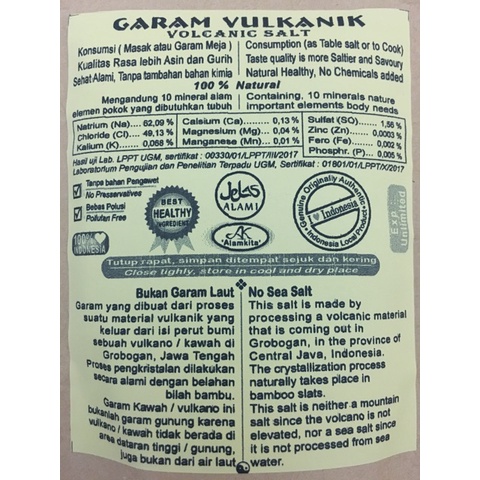 GARAM VULKANIK
VOLCANIC SALT
Konsumsi ( Masak atau Garam Meja )
Kualitas Rasa lebih Asin dan Gurih
Sehat Alami, Tanpa tambahan bahan kimia
Consumption (as Table salt or to Cook)
Taste quality is more Saltier and Savoury
Natural Healthy, No Chemicals added
100 % Natural
Mengandung 10 mineral alam
elemen pokok yang dibutuhkan tubuh
Containing, 10 minerals nature
important elements body needs
Natrium (Na).... 62,09 %
Chloride (Cl).... 49,13 %
Kalium (K)....... 0,068 %
Calsium (Ca)........... 0,13 %
Magnesium (Mg).... 0,04 %
Manganese (Mn).... 0,01 %
Sulfat (SO)........ 1,56 %
Zinc (Zn)........... 0,0003 %
Fero (Fe).......... 0,002 %
Phosphr. (P).... 0,005 %
Hasil uji Lab. LPPT UGM, sertifikat : 00330/01/LPPT/III/2017
Laboratorium Pengujian dan Penelitian Terpadu UGM, Sertifikat : 01801/01/LPPT/X/2017
Tanpa bahan Pengawet
No Preservatives
Bebas Polusi
Pollutan Free
BEST
HEALTHY
INGREDIENTS
Jelas
ALAMI
AK
Alamkita
Genuine Originally Authentic
I ❤ Indonesia
Indonesia Local Product
Exp :
Unlimited
100%
INDONESIA
Tutup rapat, simpan ditempat sejuk dan kering
Close tighly, store in cool and dry place
Bukan Garam Laut
Garam yang dibuat dari proses
suatu material vulkanik yang
keluar dari isi perut bumi
sebuah vulkano / kawah di
Grobogan, Jawa Tengah
Proses pengkristalan dilakukan
secara alami dengan belahan
bilah bambu.
Garam Kawah / vulkano ini
bukanlah garam gunung karena
vulkano / kawah tidak berada di
area dataran tinggi / gunung,
juga bukan dari air laut
No Sea Salt
This salt is made by
processing a volcanic material
that is coming out in
Grobogan, in the province of
Central Java, Indonesia.
The crystallization process
naturally takes place in
bamboo slats.
This salt is neither a mountain
salt since the volcano is not
elevated, nor a sea salt since
it is not processed from sea
water.